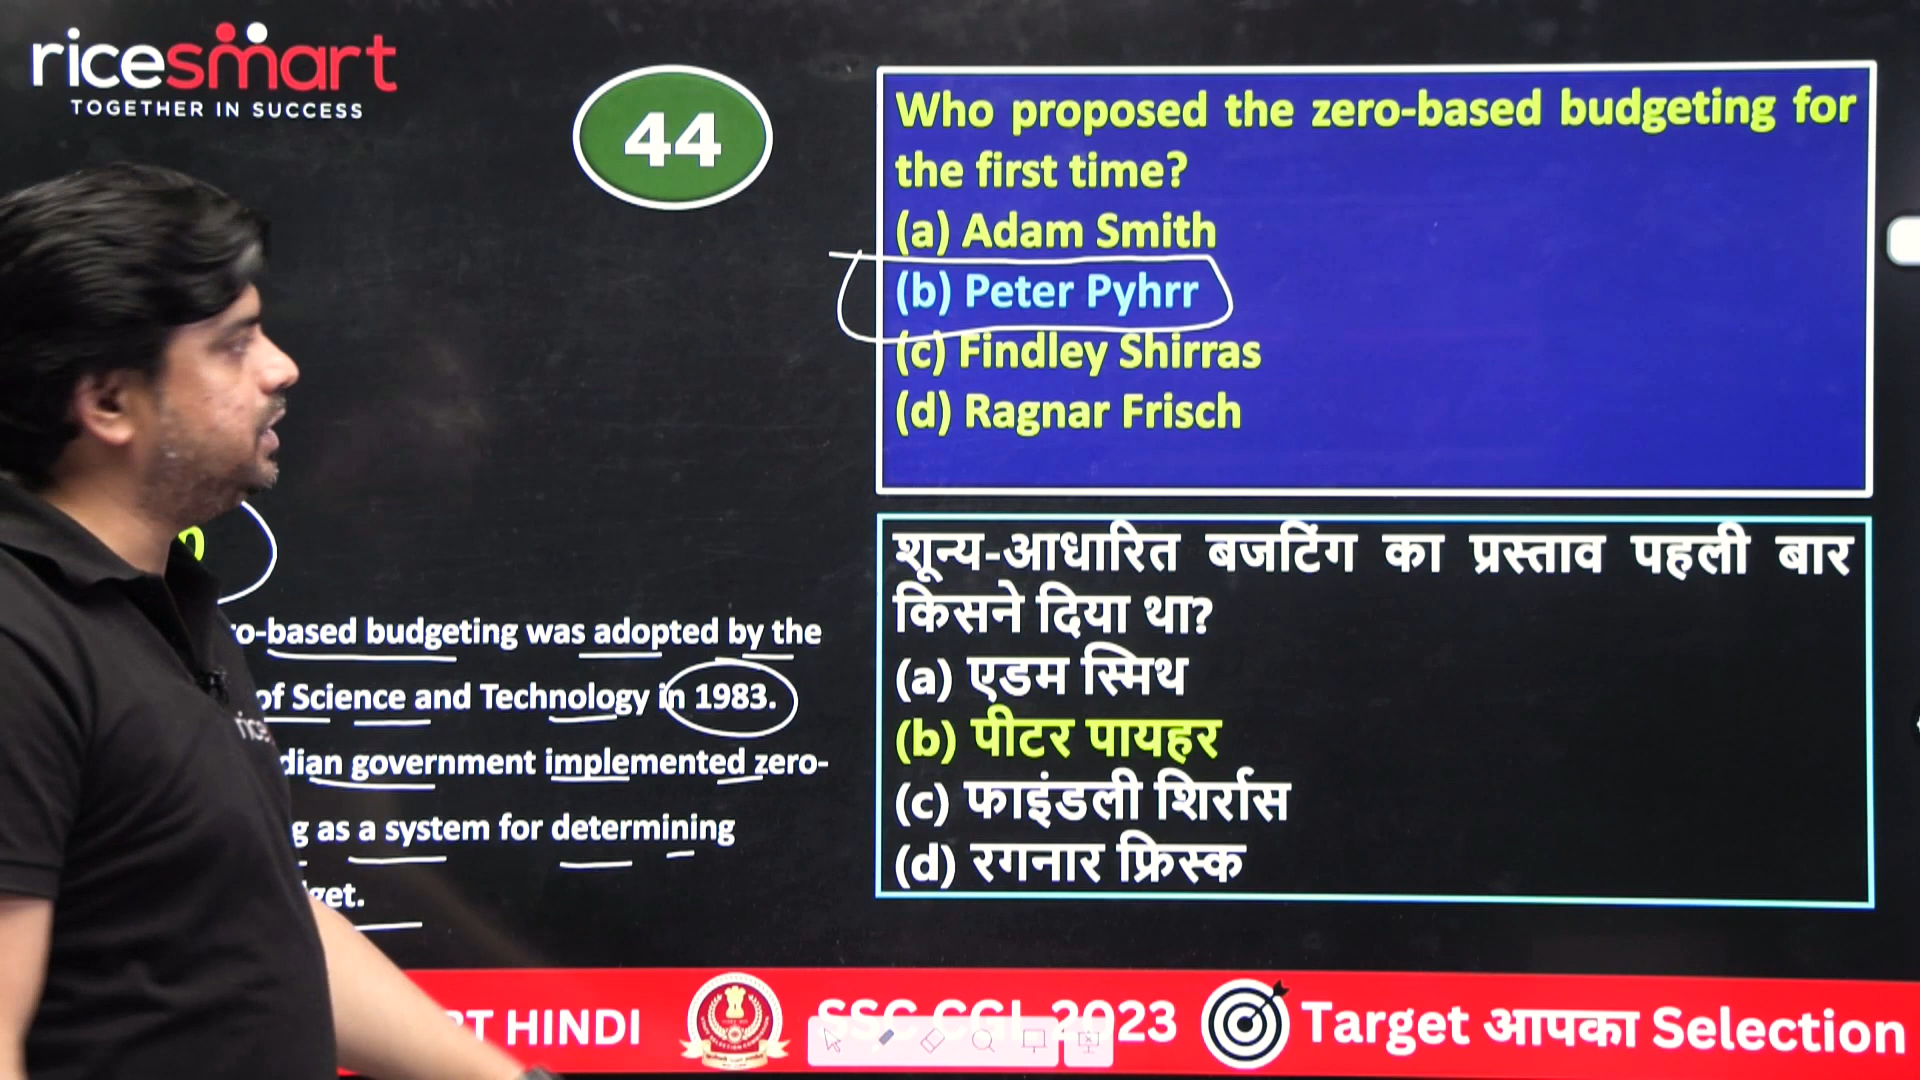 ricesmart
TOGETHER IN SUCCESS
44
Who proposed the zero-based budgeting for
the first time?
(a) Adam Smith
(b) Peter Pyhrr
(c) Findley Shirras
(d) Ragnar Frisch
शून्य-आधारित बजटिंग का प्रस्ताव पहली बार
किसने दिया था?
(a) एडम स्मिथ
(b) पीटर पायहर
(c) फाइंडली शिर्रास
(d) रगनार फ्रिस्क
-based budgeting was adopted by the
of Science and Technology in 1983.
government implemented zero-
as a system for determining
rice
HINDI
SSC CGL 2023
Target आपका Selection